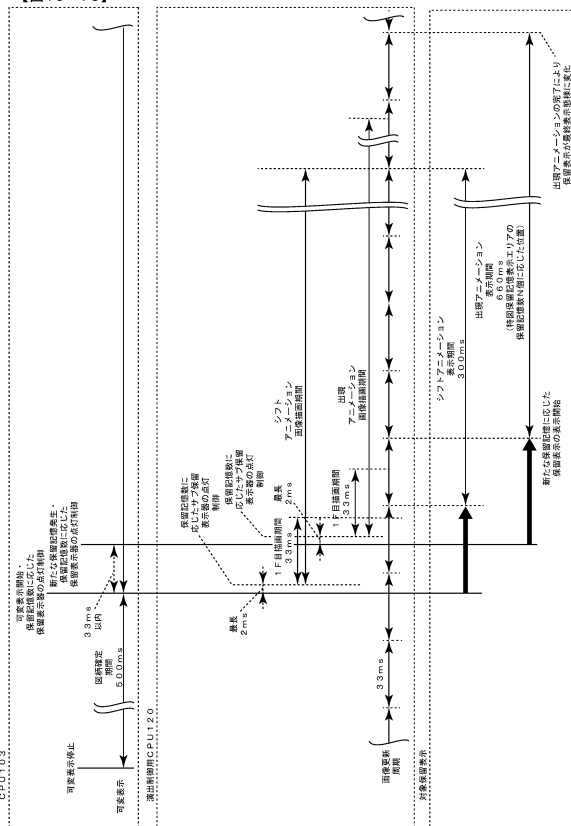 CPU103
可変表示開始・
保留記憶数に応じた
保留表示器の点灯制御
新たな保留記憶発生・
保留記憶数に応じた
保留表示器の点灯制御
可変表示停止
33ms
以内
図柄確定
期間
500ms
可変表示
演出制御用CPU120
保留記憶数に
応じたサブ保留
表示器の点灯
制御
保留記憶数に
応じたサブ保留
表示器の点灯
制御
最長
2ms
最長
2ms
シフト
アニメーション
画像描画期間
1F目描画期間
33ms
出現
アニメーション
画像描画期間
1F目描画期間
33ms
画像更新
周期
33ms
対象保留表示
シフトアニメーション
表示期間
300ms
出現アニメーション
表示期間
660ms
(特図保留記憶表示エリアの
保留記憶数N個に応じた位置)
新たな保留記憶に応じた
保留表示の表示開始
出現アニメーションの完了により
保留表示が最終表示態様に変化